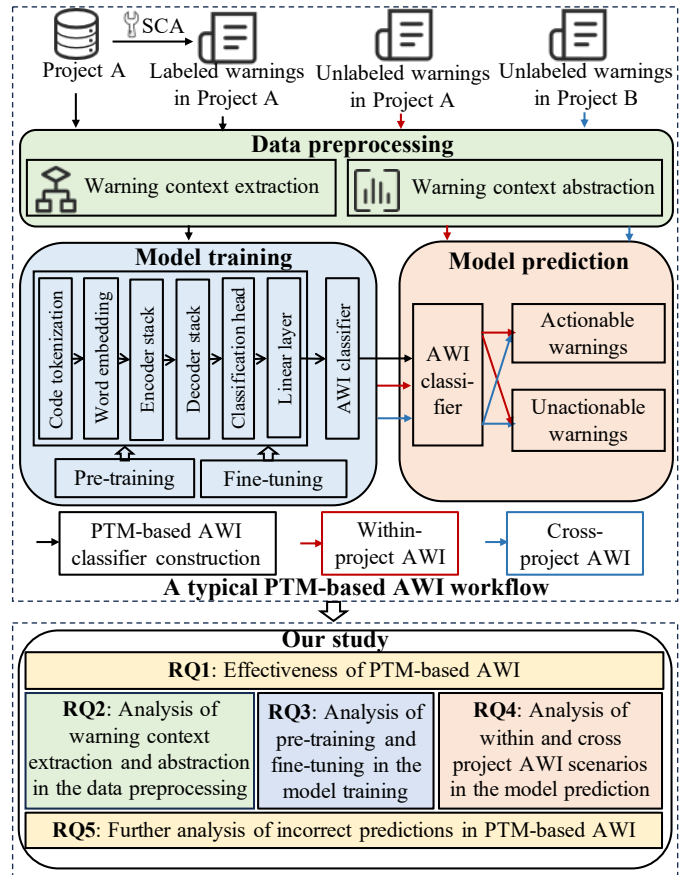 SCA
Project A
Labeled warnings
in Project A
Unlabeled warnings
in Project A
Unlabeled warnings
in Project B
Data preprocessing
Warning context extraction
Warning context abstraction
Model training
Code tokenization
Word embedding
Encoder stack
Decoder stack
Classification head
Linear layer
AWI classifier
Pre-training
Fine-tuning
Model prediction
AWI
classi-
fier
Actionable
warnings
Unactionable
warnings
PTM-based AWI
classifier construction
Within-
project AWI
Cross-
project AWI
A typical PTM-based AWI workflow
Our study
RQ1: Effectiveness of PTM-based AWI
RQ2: Analysis of
warning context
extraction and abstraction
in the data preprocessing
RQ3: Analysis of
pre-training and
fine-tuning in the
model training
RQ4: Analysis of
within and cross
project AWI scenarios
in the model prediction
RQ5: Further analysis of incorrect predictions in PTM-based AWI